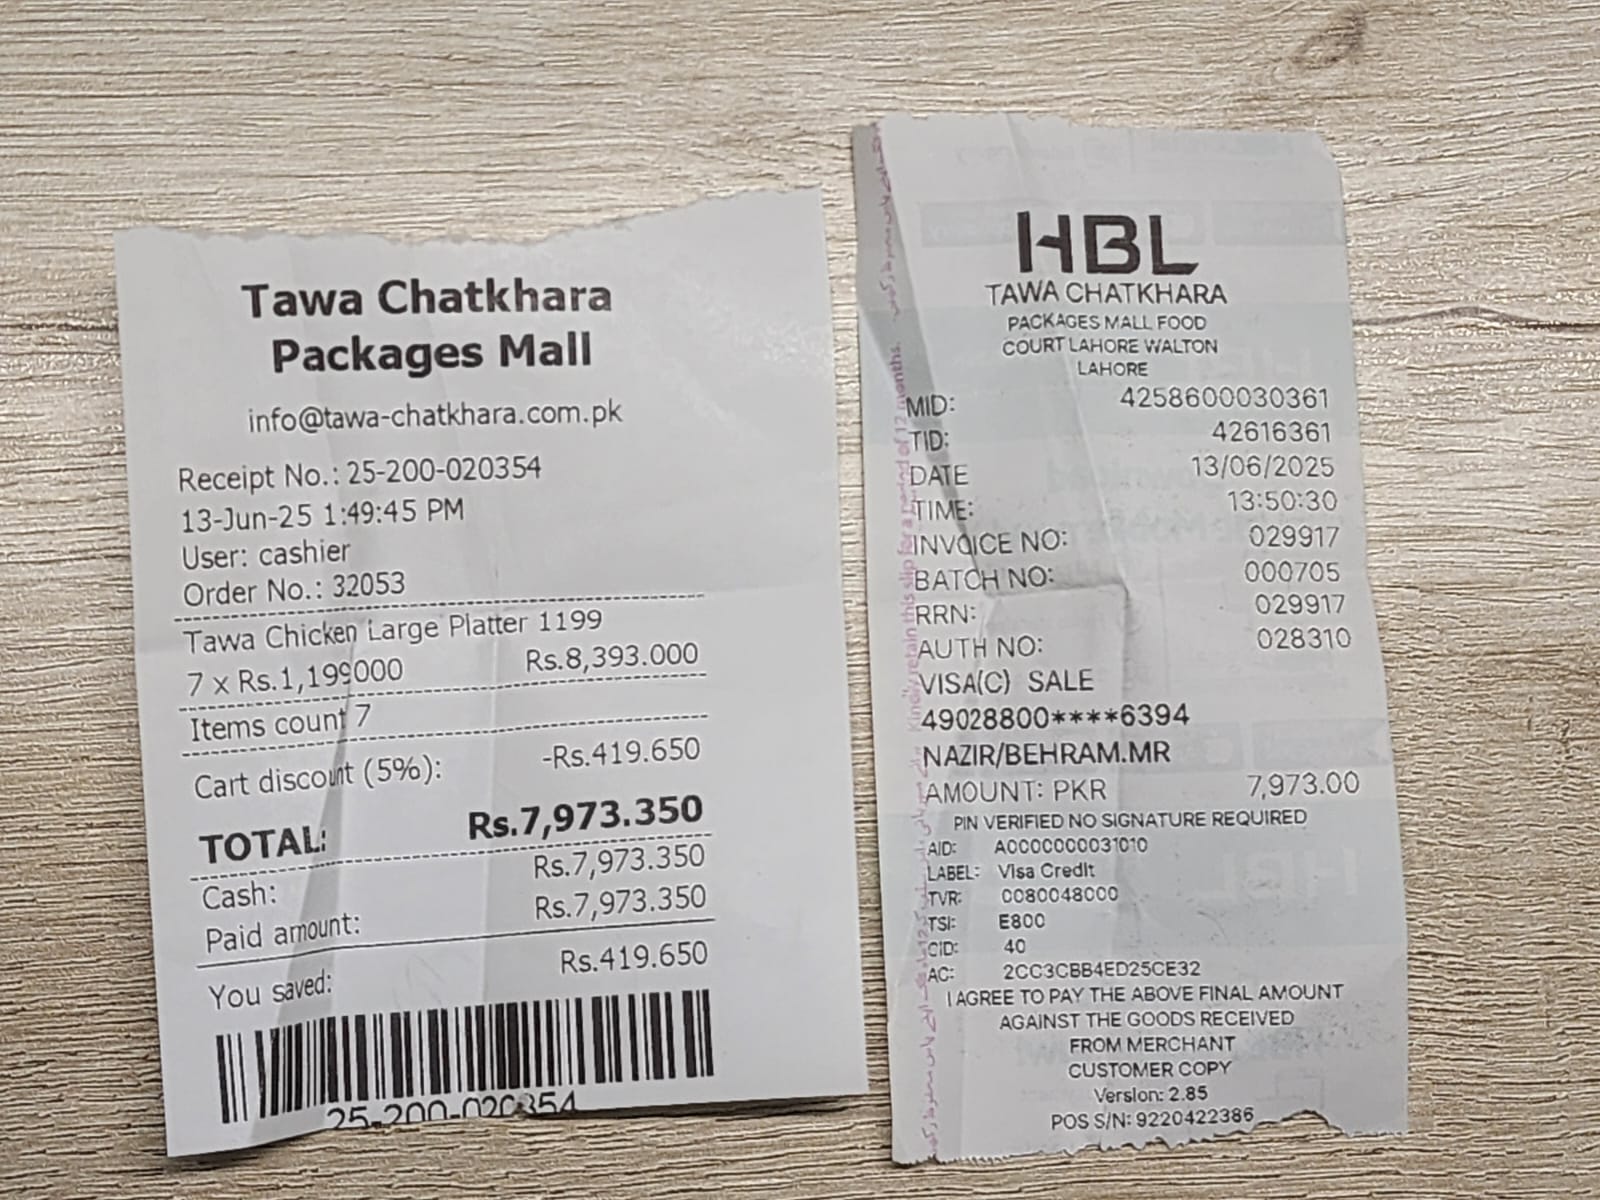 Tawa Chatkhara
Packages Mall
info@tawa-chatkhara.com.pk
Receipt No.: 25-200-020354
13-Jun-25 1:49:45 PM
User: cashier
Order No.: 32053
Tawa Chicken Large Platter 1199
7 x Rs.1,199000 Rs.8,393.000
Items count 7
Cart discount (5%): -Rs.419.650
TOTAL: Rs.7,973.350
Cash: Rs.7,973.350
Paid amount: Rs.7,973.350
You saved: Rs.419.650
25-200-020354
HBL
TAWA CHATKHARA
PACKAGES MALL FOOD
COURT LAHORE WALTON
LAHORE
MID: 4258600030361
TID: 42616361
DATE 13/06/2025
TIME: 13:50:30
INVOICE NO: 029917
BATCH NO: 000705
RRN: 029917
AUTH NO: 028310
VISA(C) SALE
49028800****6394
NAZIR/BEHRAM.MR
AMOUNT: PKR 7,973.00
PIN VERIFIED NO SIGNATURE REQUIRED
AID: A0000000031010
LABEL: Visa Credit
TVR: 0080048000
TSI: E800
CID: 40
AC: 2CC3CBB4ED25CE32
I AGREE TO PAY THE ABOVE FINAL AMOUNT
AGAINST THE GOODS RECEIVED
FROM MERCHANT
CUSTOMER COPY
Version: 2.85
POS S/N: 9220422386
Kindly retain this slip for a period of 12 months.